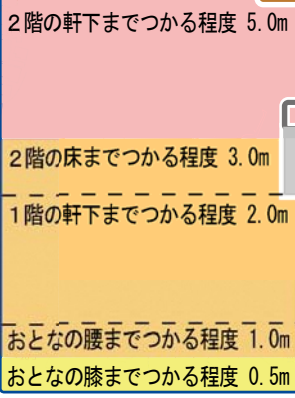 2階の軒下までつかる程度 5.0m
2階の床までつかる程度 3.0m
1階の軒下までつかる程度 2.0m
おとなの腰までつかる程度 1.0m
おとなの膝までつかる程度 0.5m